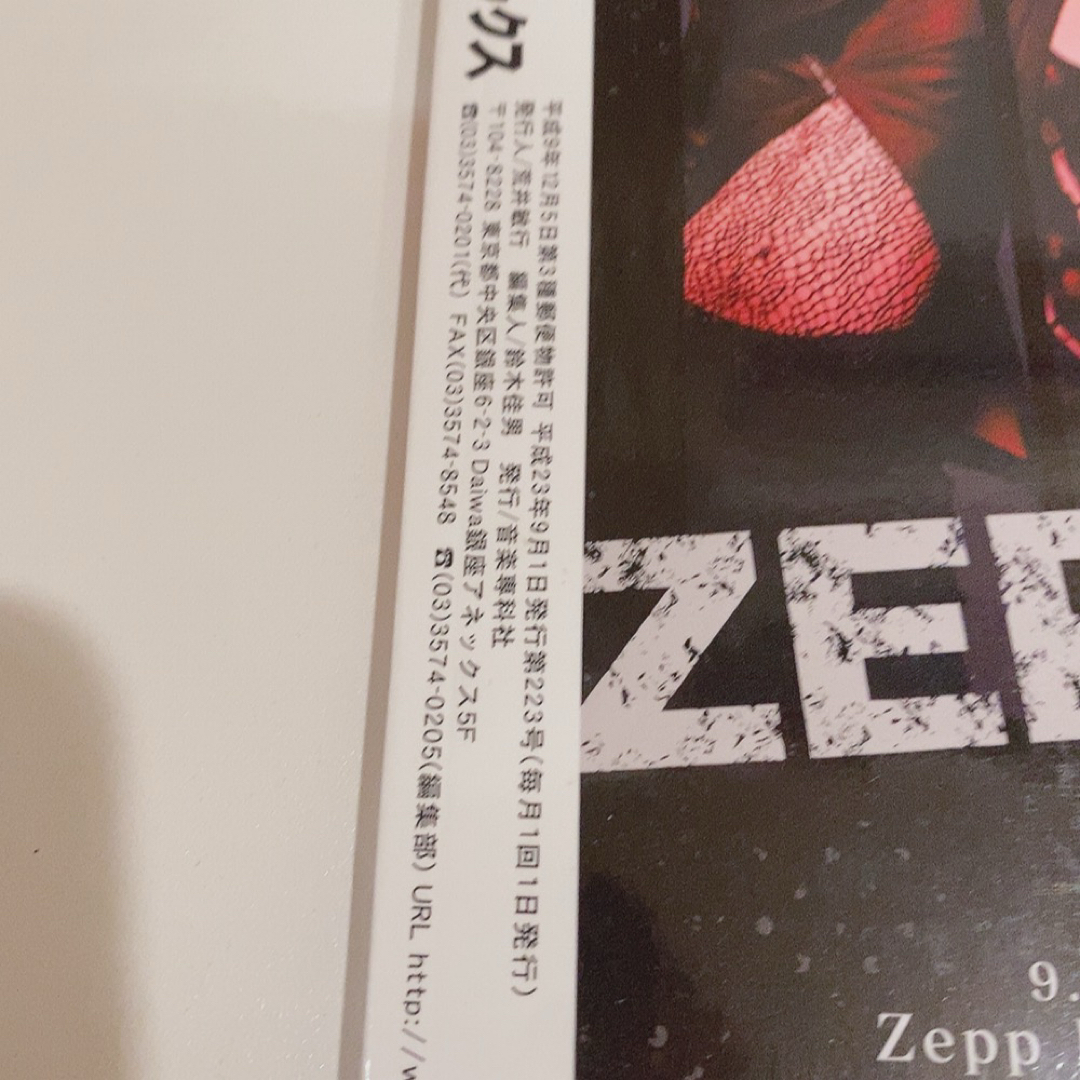 ックス
平成9年12月5日第3種郵便物許可 平成23年9月1日発行第223号(毎月1回1日発行)
発行人/荒井敏行 編集人/鈴木佳男 発行/音楽専科社
〒104-8228 東京都中央区銀座6-2-3 Daiwa銀座アネックス5F
☎(03)3574-0201(代) FAX(03)3574-8548 ☎(03)3574-0205(編集部) URL http://w
ZER
9.
Zepp